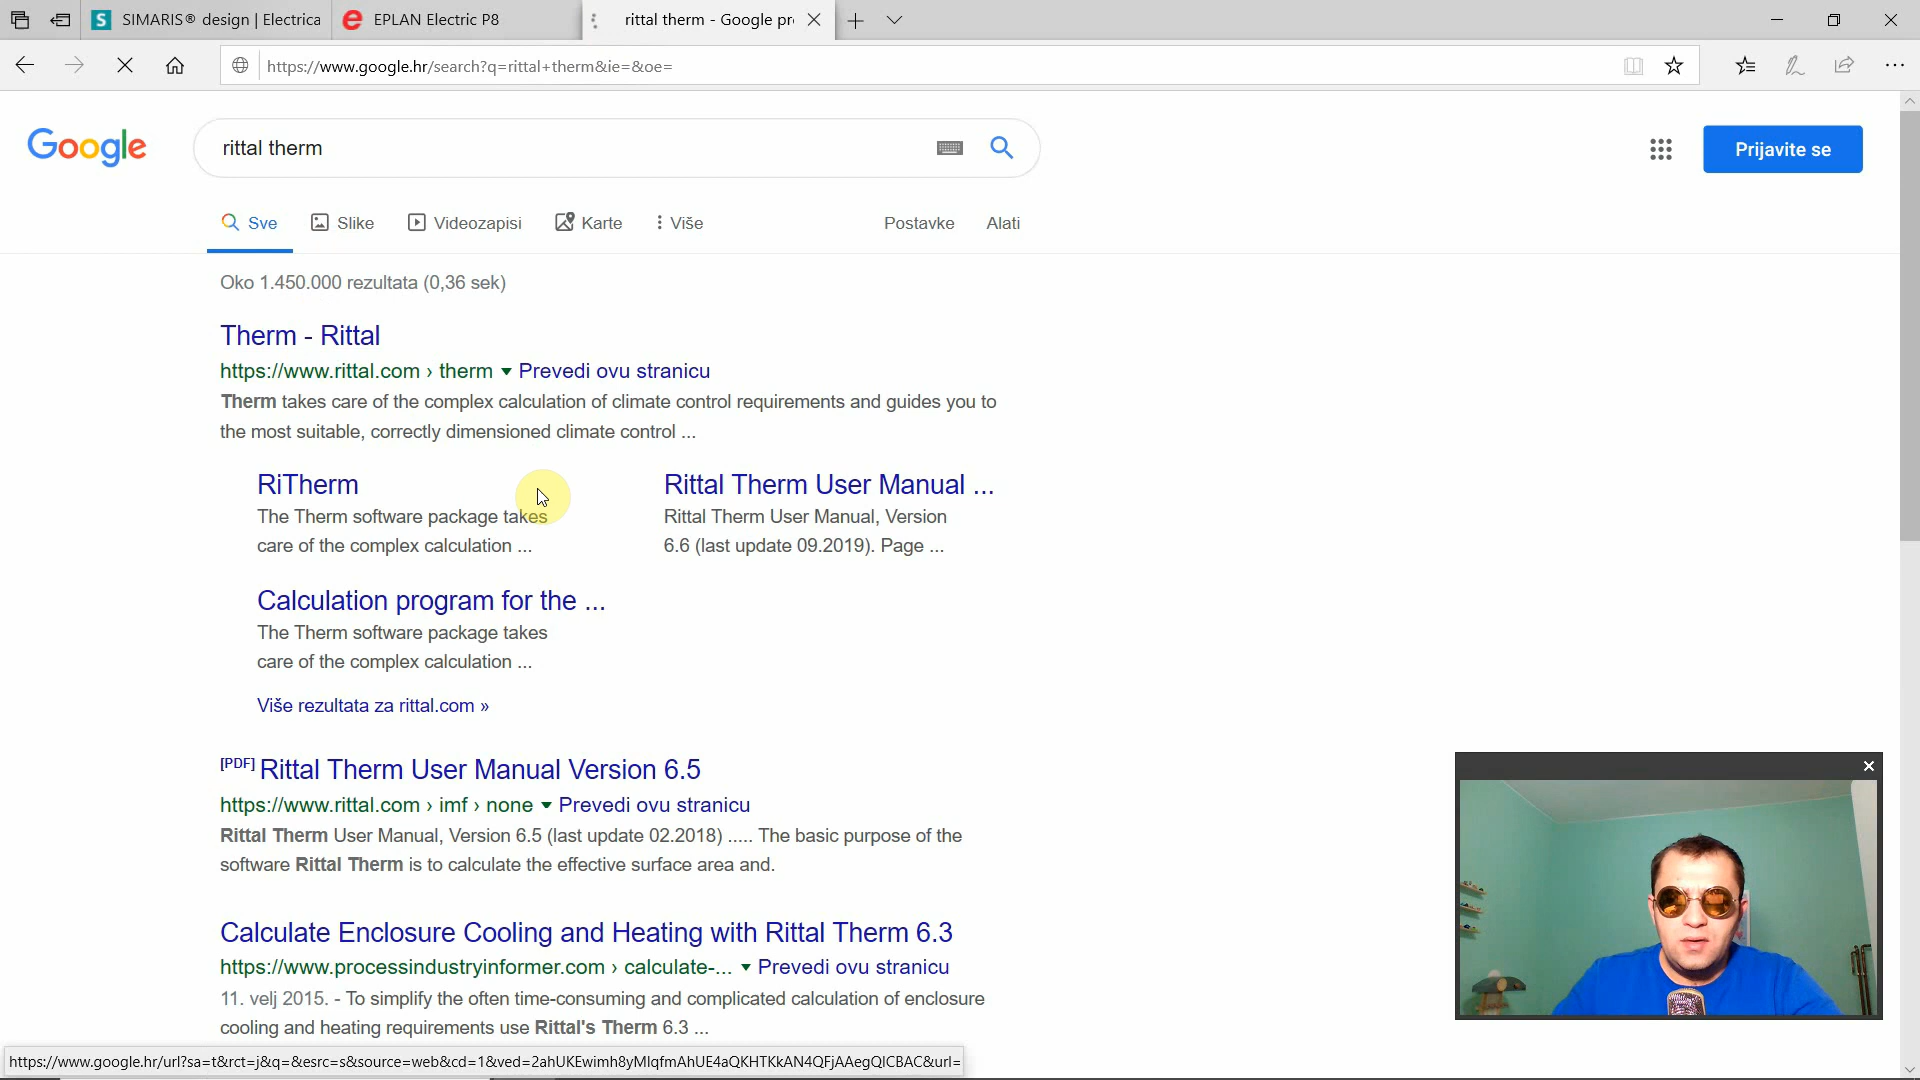 SIMARIS® design | Electrica
EPLAN Electric P8
rittal therm - Google pr
https://www.google.hr/search?q=rittal+therm&ie=&oe=
Google
rittal therm
Prijavite se
Sve
Slike
Videozapisi
Karte
Više
Postavke
Alati
Oko 1.450.000 rezultata (0,36 sek)
Therm - Rittal
https://www.rittal.com › therm ▾ Prevedi ovu stranicu
Therm takes care of the complex calculation of climate control requirements and guides you to
the most suitable, correctly dimensioned climate control ...
RiTherm
The Therm software package takes
care of the complex calculation ...
Rittal Therm User Manual ...
Rittal Therm User Manual, Version
6.6 (last update 09.2019). Page ...
Calculation program for the ...
The Therm software package takes
care of the complex calculation ...
Više rezultata za rittal.com »
[PDF] Rittal Therm User Manual Version 6.5
https://www.rittal.com › imf › none ▾ Prevedi ovu stranicu
Rittal Therm User Manual, Version 6.5 (last update 02.2018) ..... The basic purpose of the
software Rittal Therm is to calculate the effective surface area and.
Calculate Enclosure Cooling and Heating with Rittal Therm 6.3
https://www.processindustryinformer.com › calculate-... ▾ Prevedi ovu stranicu
11. velj 2015. - To simplify the often time-consuming and complicated calculation of enclosure
cooling and heating requirements use Rittal's Therm 6.3 ...
https://www.google.hr/url?sa=t&rct=j&q=&esrc=s&source=web&cd=1&ved=2ahUKEwimh8yMlqfmAhUE4aQKHTKkAN4QFjAAegQICBAC&url=